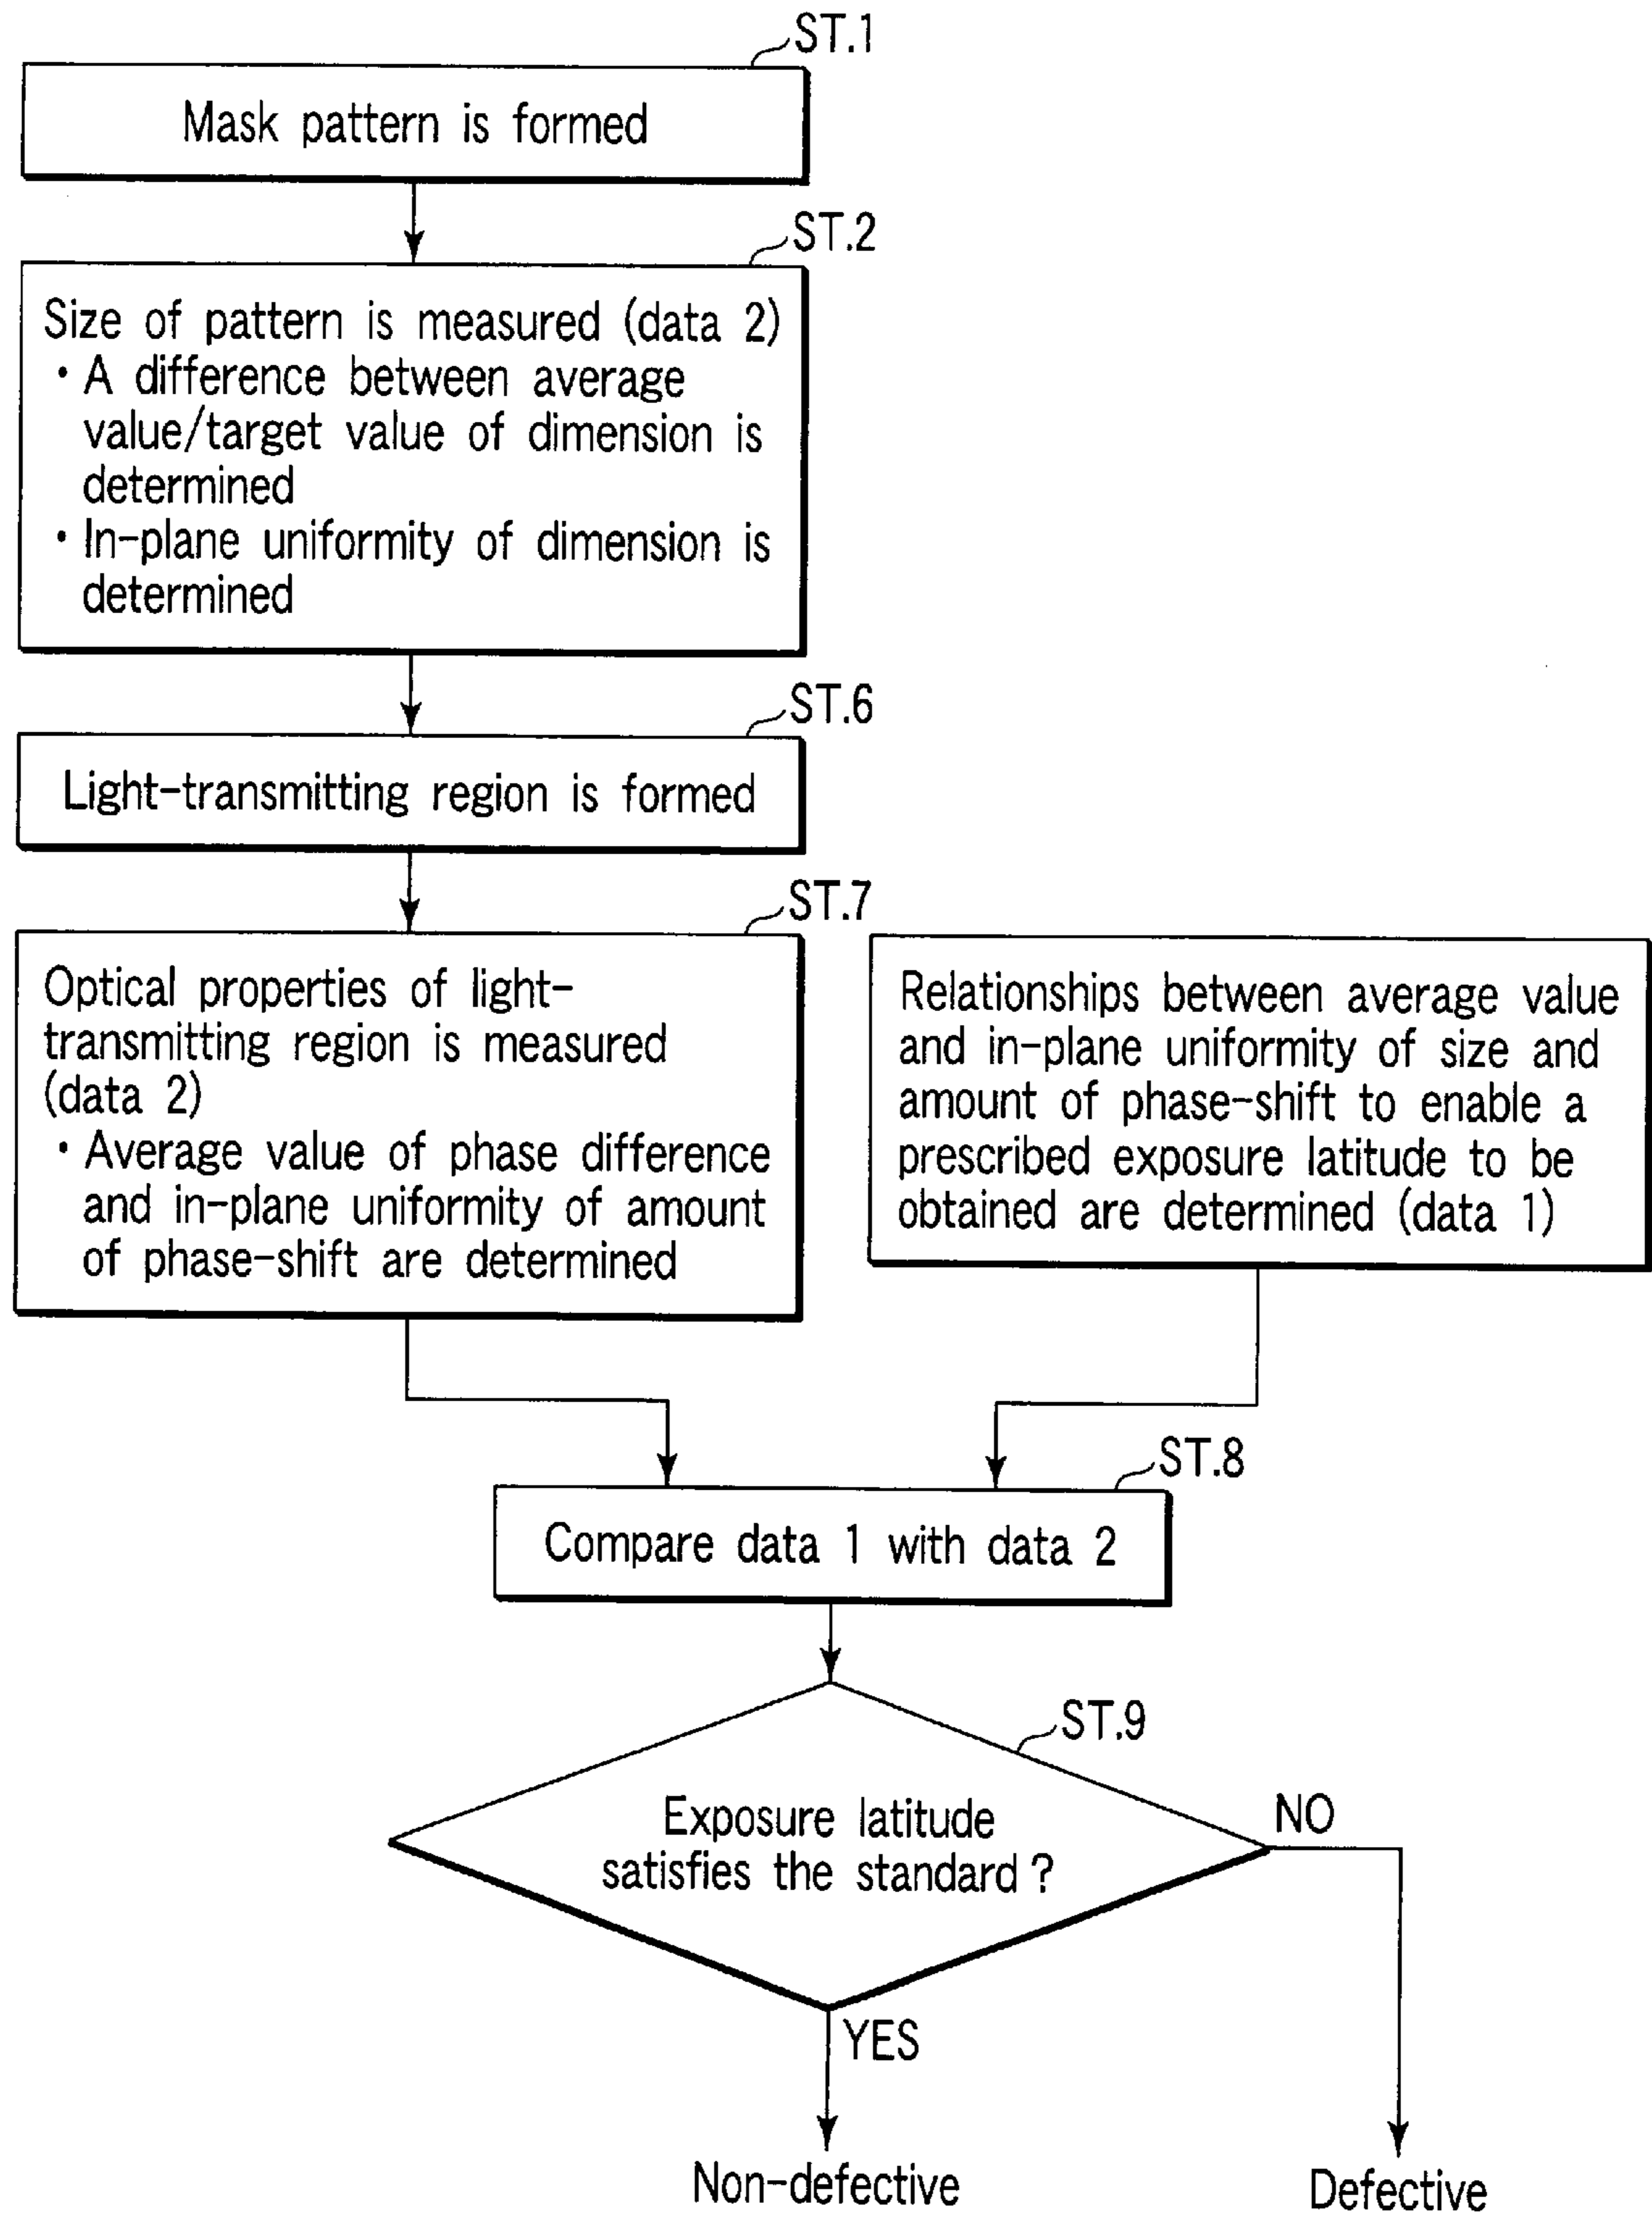 ST.1
Mask pattern is formed
ST.2
Size of pattern is measured (data 2)
・A difference between average
value/target value of dimension is
determined
・In-plane uniformity of dimension is
determined
ST.6
Light-transmitting region is formed
ST.7
Optical properties of light-
transmitting region is measured
(data 2)
・Average value of phase difference
and in-plane uniformity of amount
of phase-shift are determined
Relationships between average value
and in-plane uniformity of size and
amount of phase-shift to enable a
prescribed exposure latitude to be
obtained are determined (data 1)
ST.8
Compare data 1 with data 2
ST.9
Exposure latitude
satisfies the standard ?
NO
YES
Non-defective
Defective